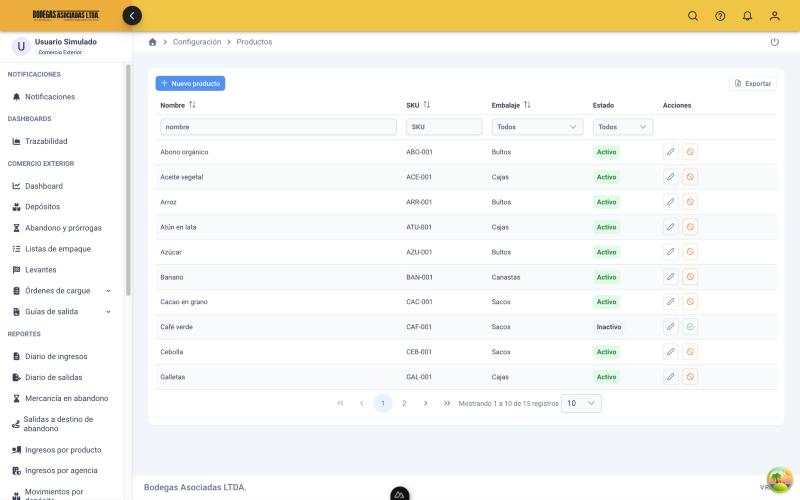 BODEGAS ASOCIADAS LTDA.
U
Usuario Simulado
Comercio Exterior
Configuración
Productos
NOTIFICACIONES
Notificaciones
DASHBOARDS
Trazabilidad
COMERCIO EXTERIOR
Dashboard
Depósitos
Abandono y prórrogas
Listas de empaque
Levantes
Órdenes de cargue
Guías de salida
REPORTES
Diario de ingresos
Diario de salidas
Mercancía en abandono
Salidas a destino de
abandono
Ingresos por producto
Ingresos por agencia
Movimientos por
Nuevo producto
Exportar
Nombre SKU Embalaje Estado Acciones
nombre SKU Todos Todos
Abono orgánico ABO-001 Bultos Activo
Aceite vegetal ACE-001 Cajas Activo
Arroz ARR-001 Bultos Activo
Atún en lata ATU-001 Cajas Activo
Azúcar AZU-001 Bultos Activo
Banano BAN-001 Canastas Activo
Cacao en grano CAC-001 Sacos Activo
Café verde CAF-001 Sacos Inactivo
Cebolla CEB-001 Sacos Activo
Galletas GAL-001 Cajas Activo
1 2 Mostrando 1 a 10 de 15 registros 10
Bodegas Asociadas LTDA.